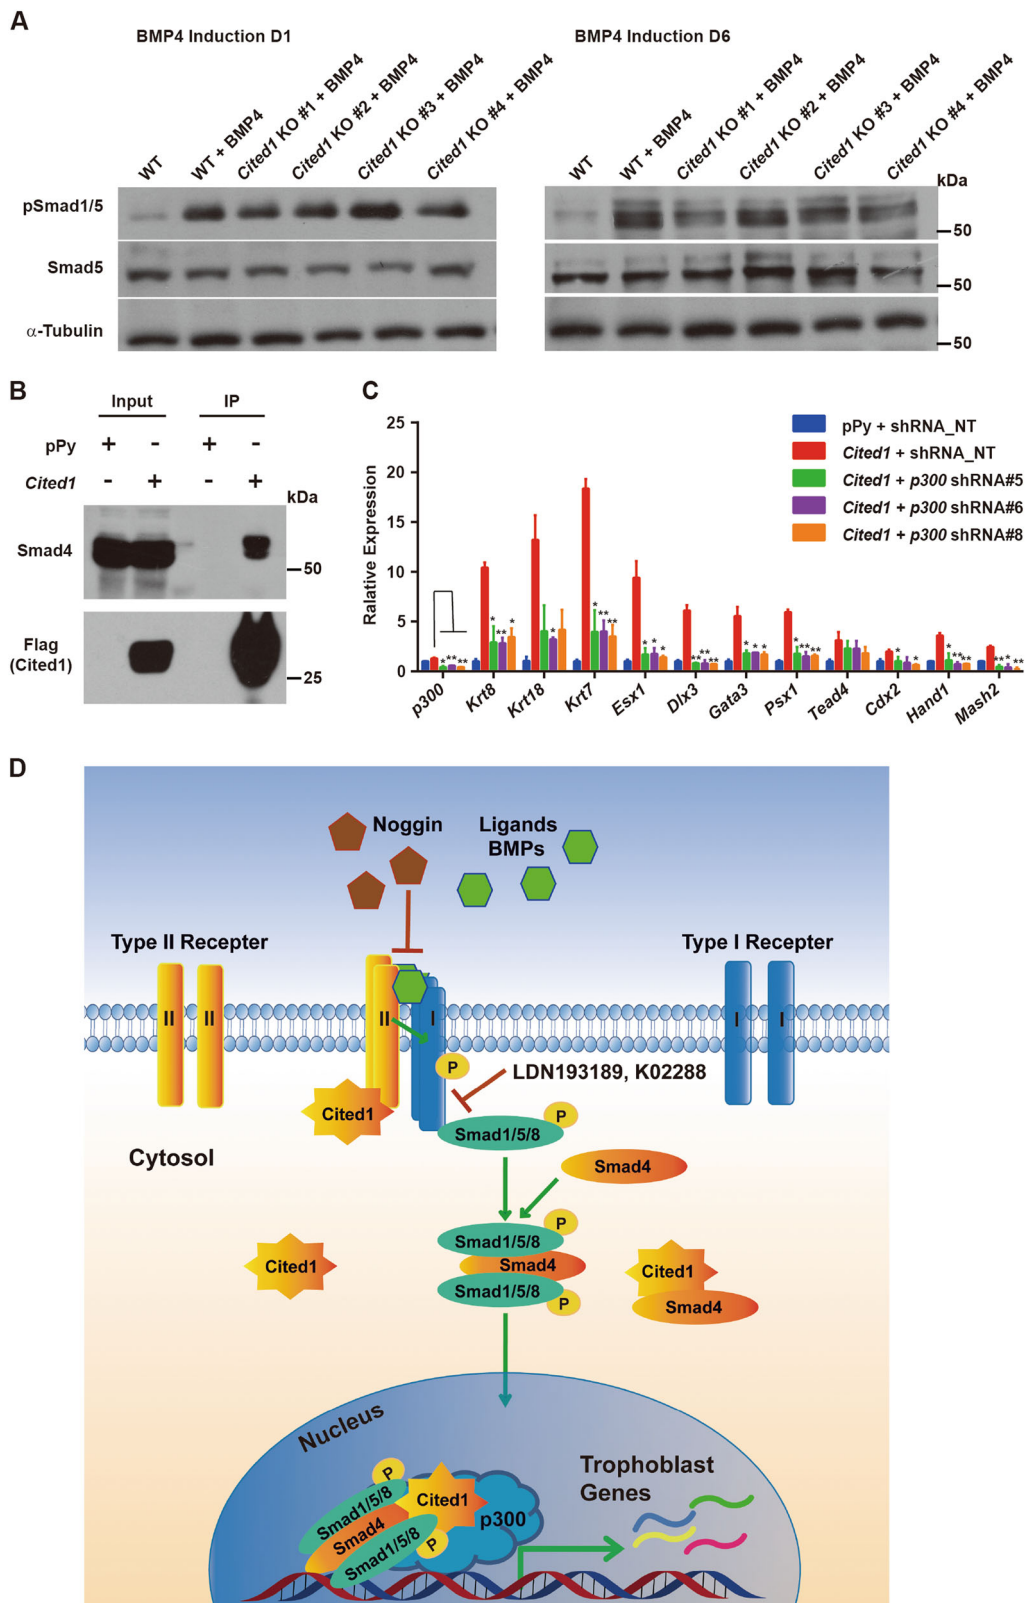 A
BMP4 Induction D1
BMP4 Induction D6
WT
WT + BMP4
Cited1 KO #1 + BMP4
Cited1 KO #2 + BMP4
Cited1 KO #3 + BMP4
Cited1 KO #4 + BMP4
WT
WT + BMP4
Cited1 KO #1 + BMP4
Cited1 KO #2 + BMP4
Cited1 KO #3 + BMP4
Cited1 KO #4 + BMP4
kDa
pSmad1/5
50
Smad5
50
α-Tubulin
50
B
Input IP
pPy + - + -
Cited1 - + - +
kDa
Smad4
50
Flag
(Cited1)
25
C
Ralative Expression
25
20
15
10
5
0
pPy + shRNA_NT
Cited1 + shRNA_NT
Cited1 + p300 shRNA#5
Cited1 + p300 shRNA#6
Cited1 + p300 shRNA#8
p300
Krt8
Krt18
Krt7
Esx1
Dlx3
Gata3
Psx1
Tead4
Cdx2
Hand1
Mash2
D
Noggin
Ligands
BMPs
Type II Recepter
Type I Recepter
II
II
II
I
I
I
P
LDN193189, K02288
Cited1
P
Smad1/5/8
Cytosol
Smad4
P
Smad1/5/8
Smad4
Smad1/5/8
P
Cited1
Cited1
Smad4
Nucleus
P
Smad1/5/8
Cited1
Smad4
p300
Smad1/5/8
P
Trophoblast
Genes